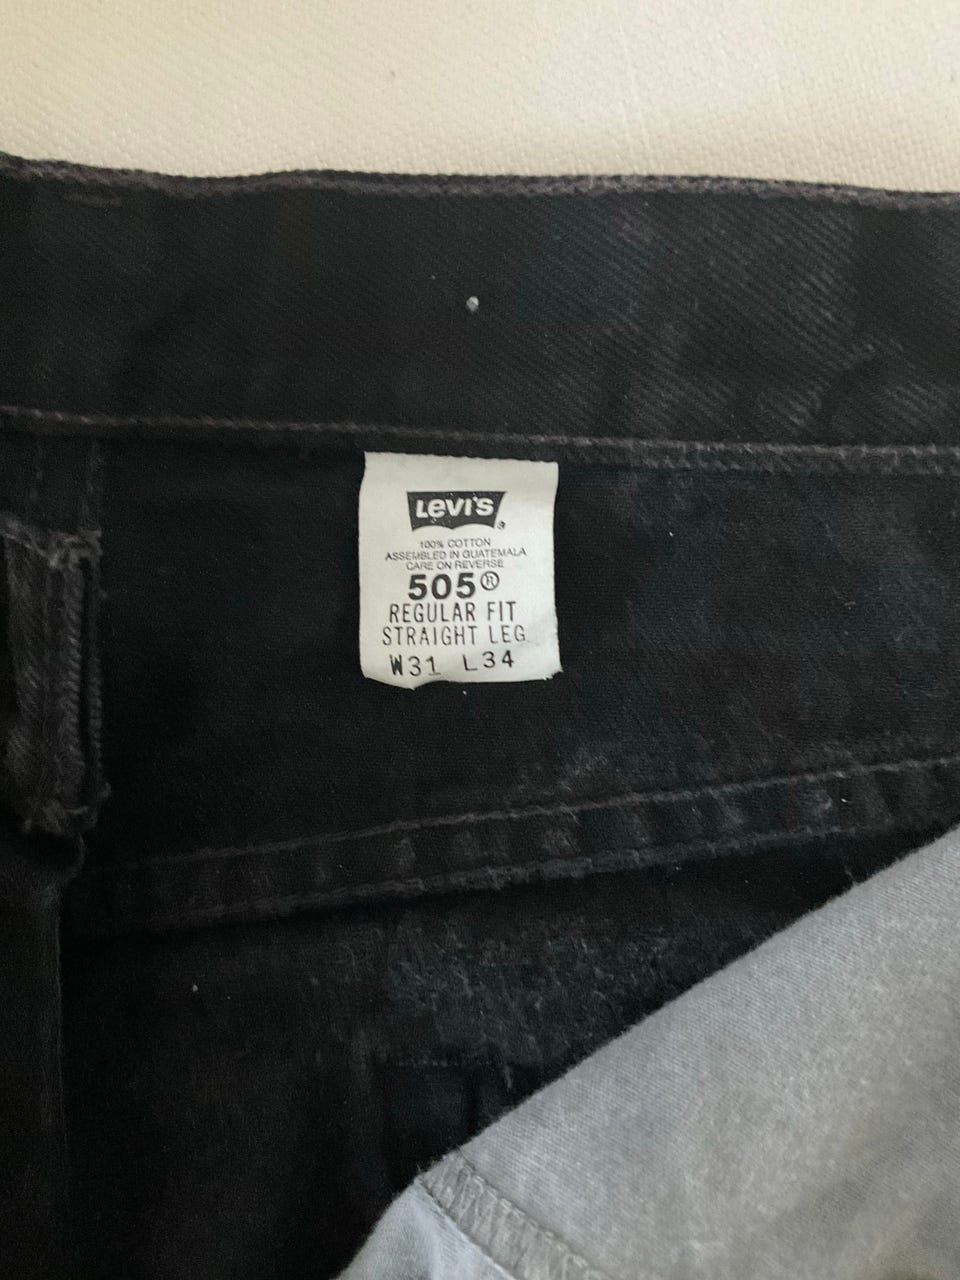 Levi's®
100% COTTON
ASSEMBLED IN GUATEMALA
CARE ON REVERSE
505®
REGULAR FIT
STRAIGHT LEG
W31 L34